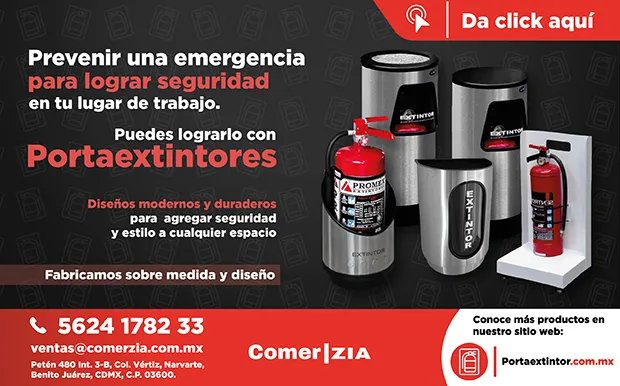 Da click aquí
Prevenir una emergencia
para lograr seguridad
en tu lugar de trabajo.
Puedes lograrlo con
Portaextintores
Diseños modernos y duraderos
para agregar seguridad
y estilo a cualquier espacio
Fabricamos sobre medida y diseño
EXTINTOR
EXTINTOR
PROMEX
EXTINTORES
EXTINTOR
EXTINTOR
5624 1782 33
ventas@comerzia.com.mx
Petén 480 Int. 3-B, Col. Vértiz, Narvarte,
Benito Juárez, CDMX, C.P. 03600.
Comer|ZIA
Conoce más productos en
nuestro sitio web:
Portaextintor.com.mx